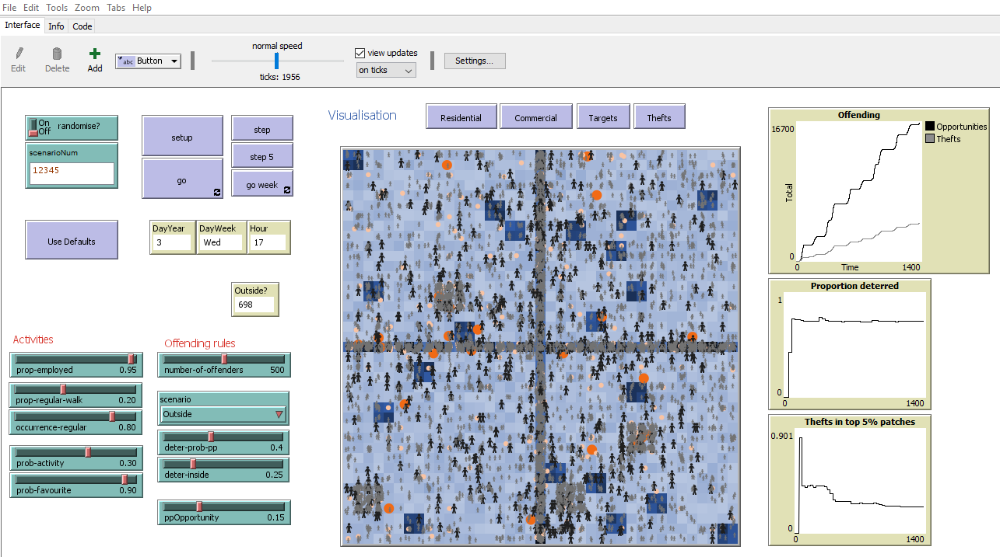 File Edit Tools Zoom Tabs Help
Interface Info Code
Edit Delete Add abc Button normal speed ticks: 1956 view updates on ticks Settings...
On Off randomise?
scenarioNum
12345
setup
go
step
step 5
go week
Use Defaults
DayYear DayWeek Hour
3 Wed 17
Outside?
698
Activities
prop-employed 0.95
prop-regular-walk 0.20
occurrence-regular 0.80
prob-activity 0.30
prob-favourite 0.90
Offending rules
number-of-offenders 500
scenario
Outside
deter-prob-pp 0.4
deter-inside 0.25
ppOpportunity 0.15
Visualisation Residential Commercial Targets Thefts
Offending
16700
Total
0
0 Time 1400
Opportunities
Thefts
Proportion deterred
1
0
0 1400
Thefts in top 5% patches
0.901
0
0 1400